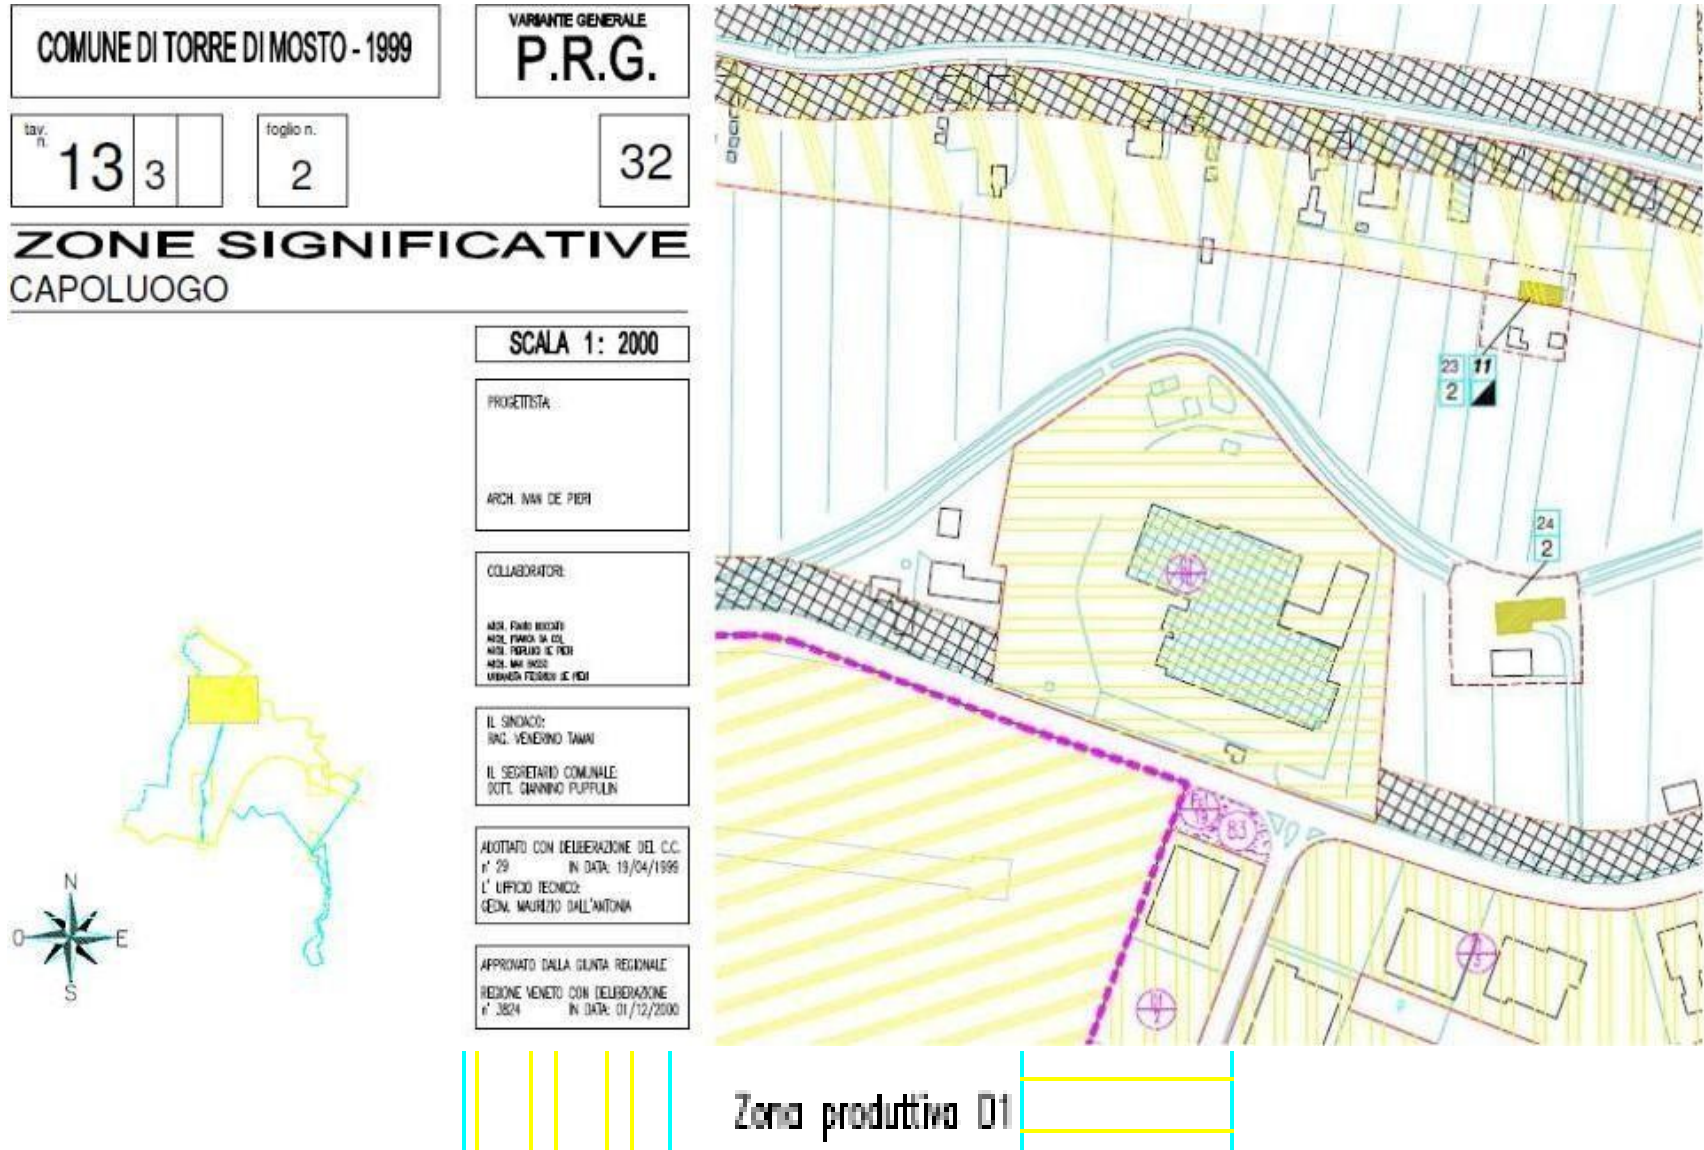 COMUNE DI TORRE DI MOSTO - 1999
VARIANTE GENERALE
P.R.G.
tav. n. 13 3
foglio n.
2
32
ZONE SIGNIFICATIVE
CAPOLUOGO
SCALA 1: 2000
PROGETTISTA:
ARCH. IVAN DE PIERI
COLLABORATORI:
IL SINDACO:
RAG. VENERINO TAMAI
IL SEGRETARIO COMUNALE:
DOTT. GIANNINO PUPPULIN
ADOTTATO CON DELIBERAZIONE DEL C.C.
n° 29 IN DATA: 19/04/1999
L' UFFICIO TECNICO:
GEOM. MAURIZIO DALL'ANTONIA
APPROVATO DALLA GIUNTA REGIONALE
REGIONE VENETO CON DELIBERAZIONE
n° 3824 IN DATA: 01/12/2000
N
O E
S
23 11
2
24
2
83
Zona produttiva D1